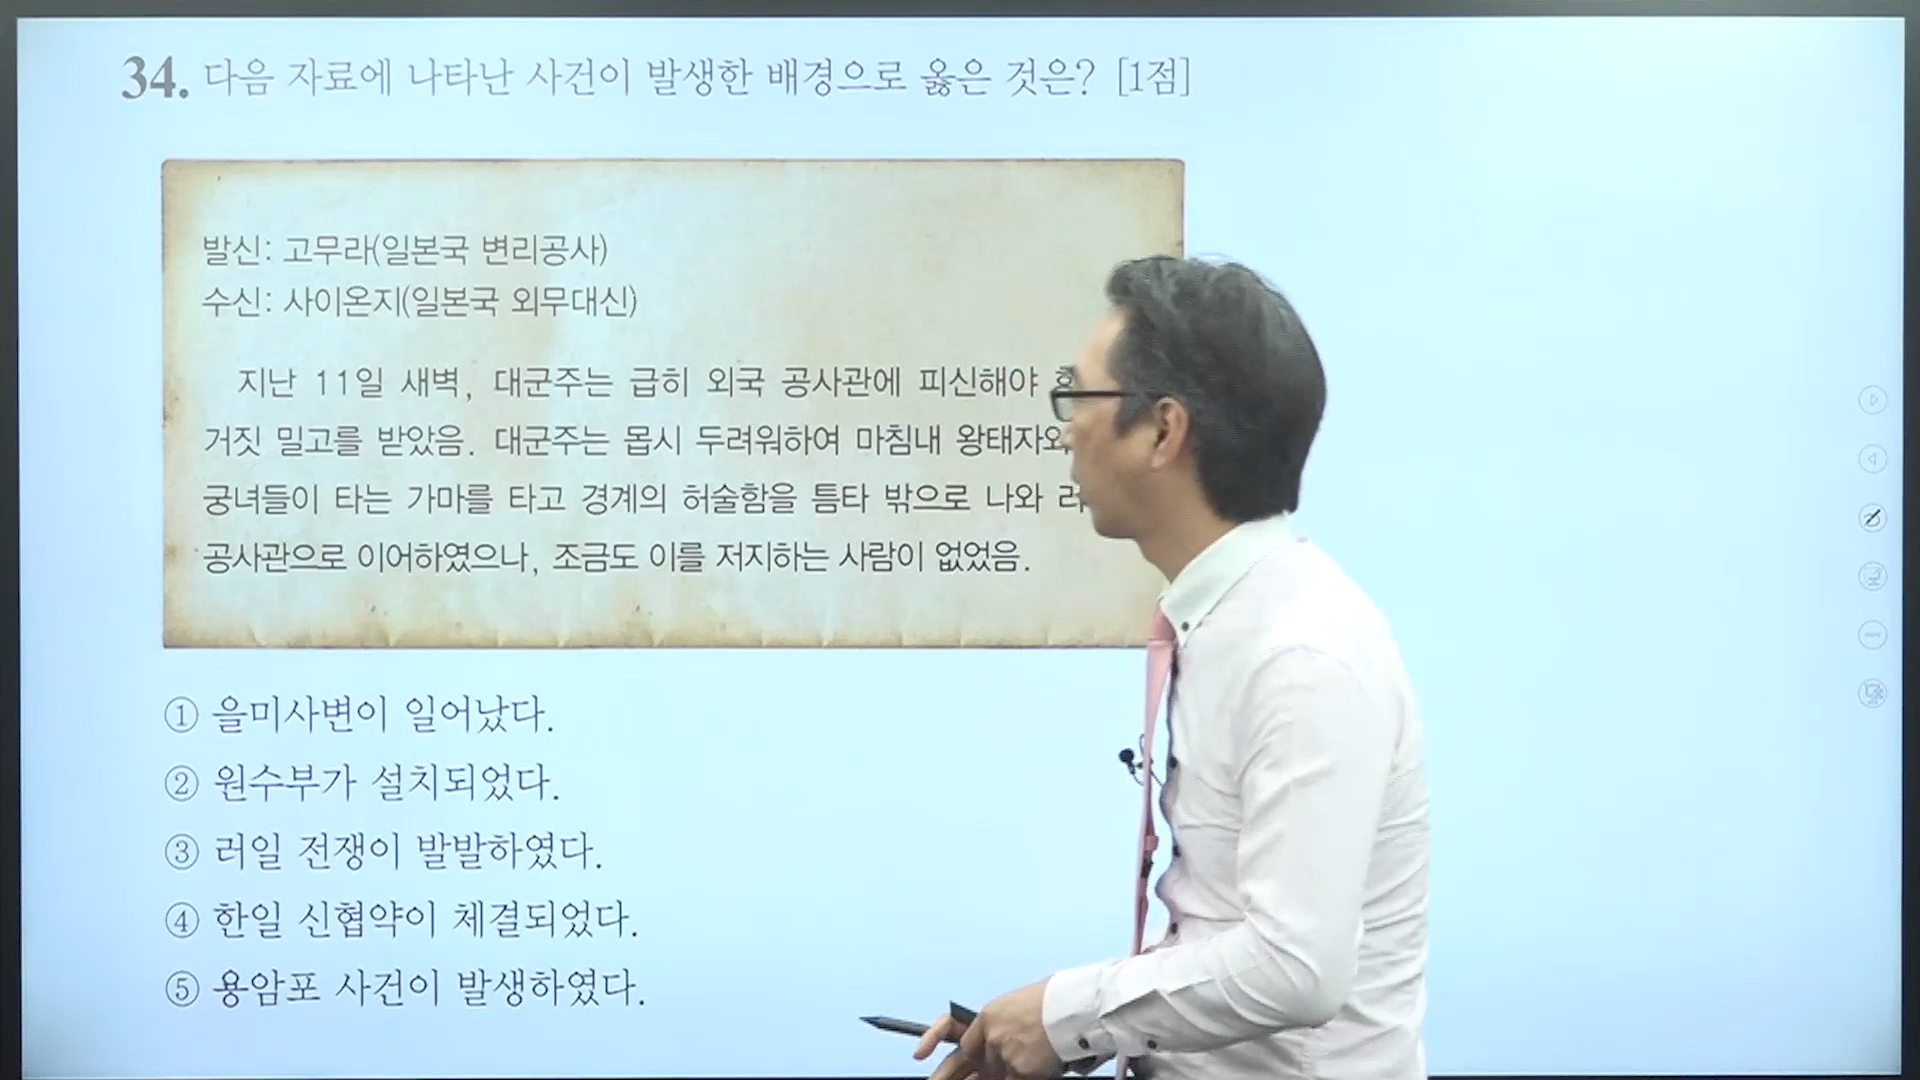 34. 다음 자료에 나타난 사건이 발생한 배경으로 옳은 것은? [1점]
발신: 고무라(일본국 변리공사)
수신: 사이온지(일본국 외무대신)
지난 11일 새벽, 대군주는 급히 외국 공사관에 피신해야
거짓 밀고를 받았음. 대군주는 몹시 두려워하여 마침내 왕태자와
궁녀들이 타는 가마를 타고 경계의 허술함을 틈타 밖으로 나와
공사관으로 이어하였으나, 조금도 이를 저지하는 사람이 없었음.
① 을미사변이 일어났다.
② 원수부가 설치되었다.
③ 러일 전쟁이 발발하였다.
④ 한일 신협약이 체결되었다.
⑤ 용암포 사건이 발생하였다.